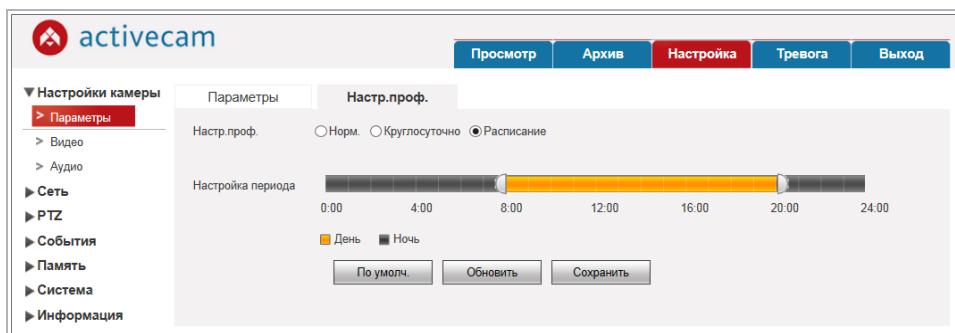 activecam
Просмотр Архив Настройка Тревога Выход
Настройки камеры
> Параметры
> Видео
> Аудио
Сеть
PTZ
События
Память
Система
Информация
Параметры Настр.проф.
Настр.проф. Норм. Круглосуточно Расписание
Настройка периода
0:00 4:00 8:00 12:00 16:00 20:00 24:00
День Ночь
По умолч. Обновить Сохранить